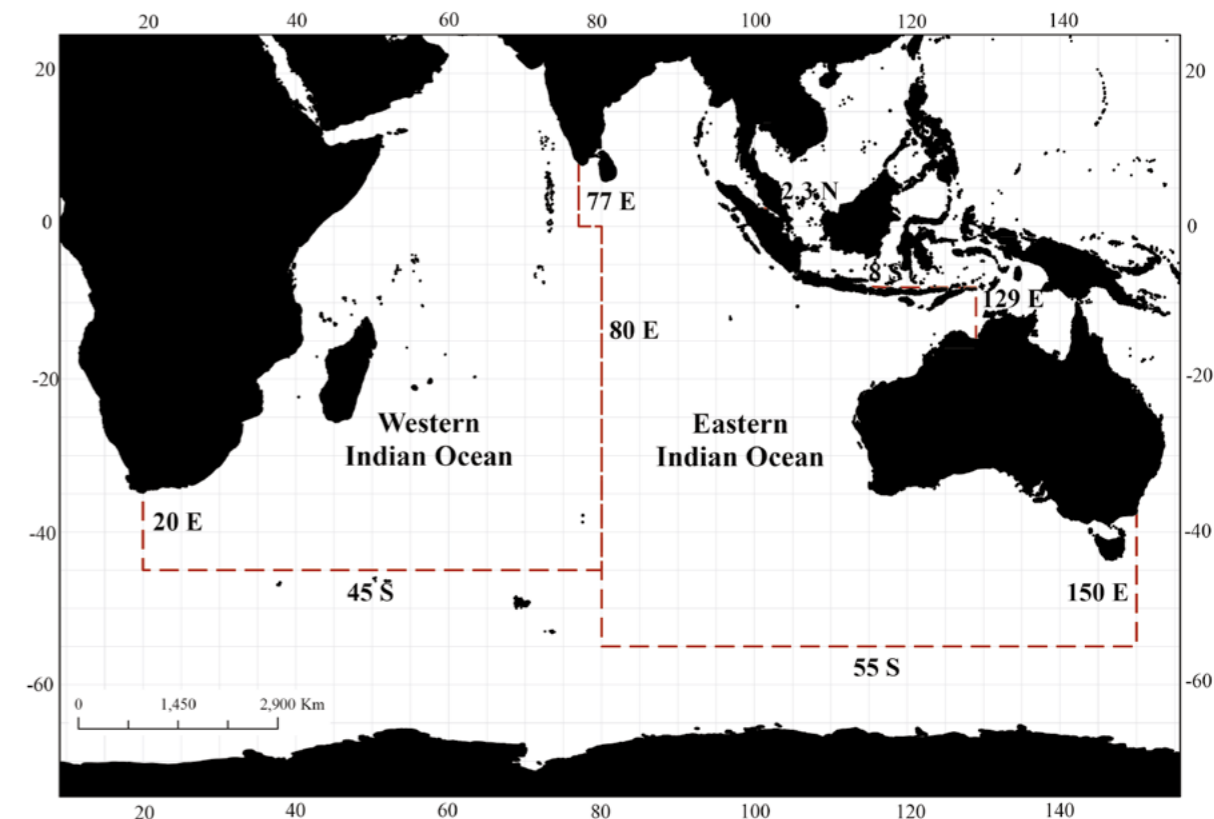 20 40 60 80 100 120 140
20 20
77 E
2.3 N
0 0
8 S
129 E
80 E
-20 -20
Western Eastern
Indian Ocean Indian Ocean
20 E
-40 -40
45 S
150 E
55 S
-60 -60
0 1,450 2,900 Km
20 40 60 80 100 120 140